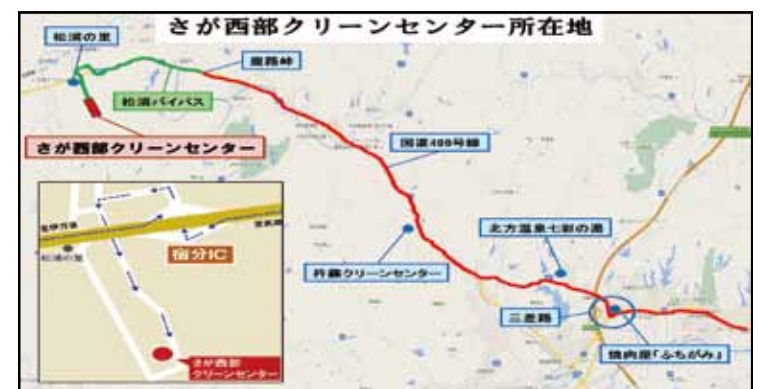 さが西部クリーンセンター所在地
松浦の里
松浦バイパス
さが西部クリーンセンター
国道498号線
杵藤クリーンセンター
北方温泉七彩の湯
三差路
焼肉屋「ふちがみ」
宿分IC
松浦の里
さが西部
クリーンセンター